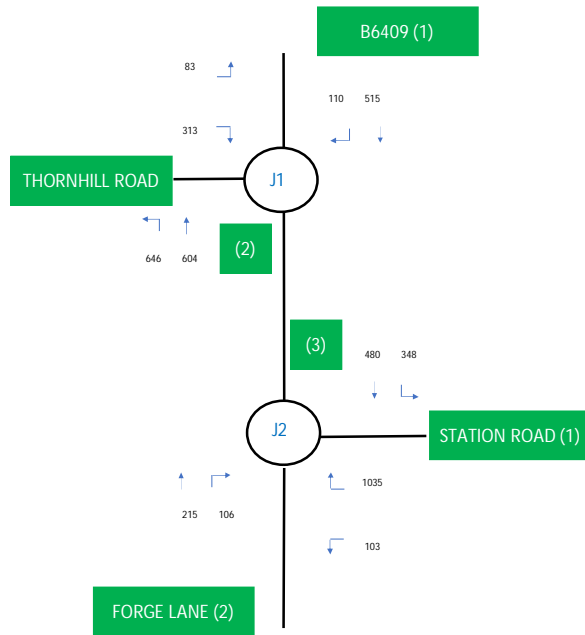 B6409 (1)
83
110 515
313
J1
THORNHILL ROAD
(2)
646 604
(3)
480 348
J2
STATION ROAD (1)
1035
215 106
103
FORGE LANE (2)